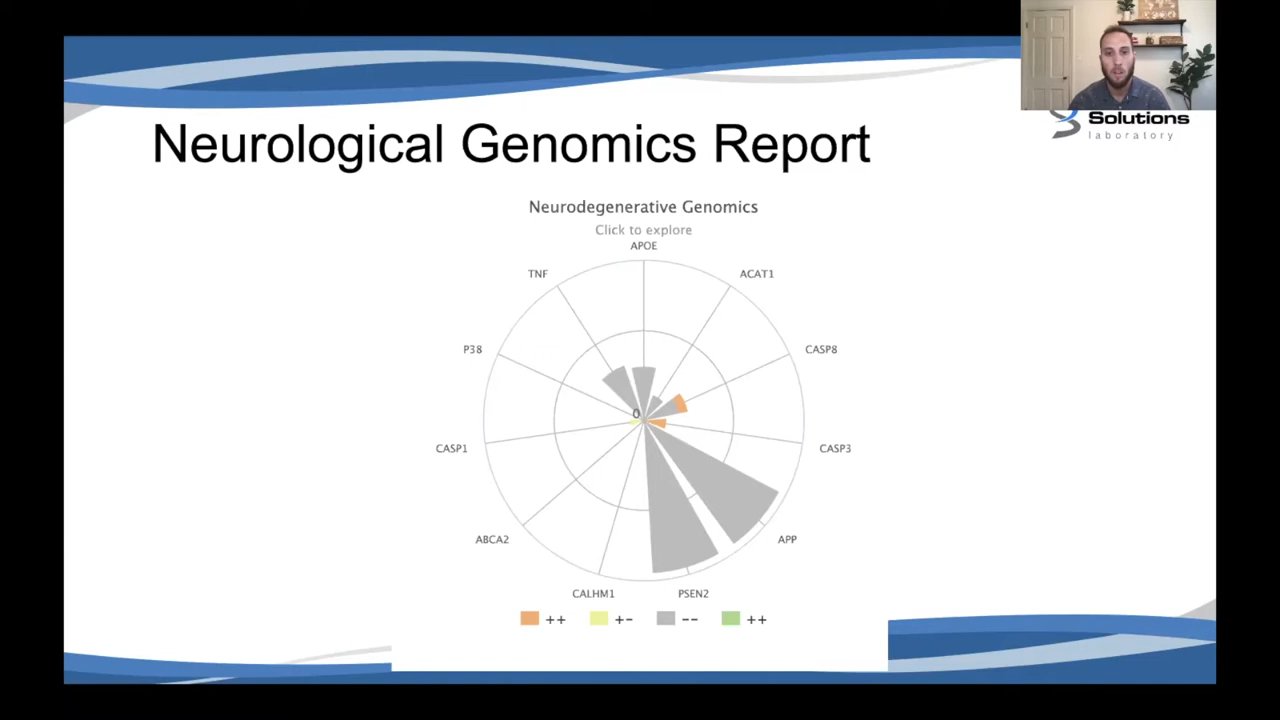 Neurological Genomics Report
Solutions
laboratory
Neurodegenerative Genomics
Click to explore
APOE
TNF
ACAT1
P38
CASP8
0
CASP1
CASP3
ABCA2
APP
CALHM1
PSEN2
++
+-
--
++